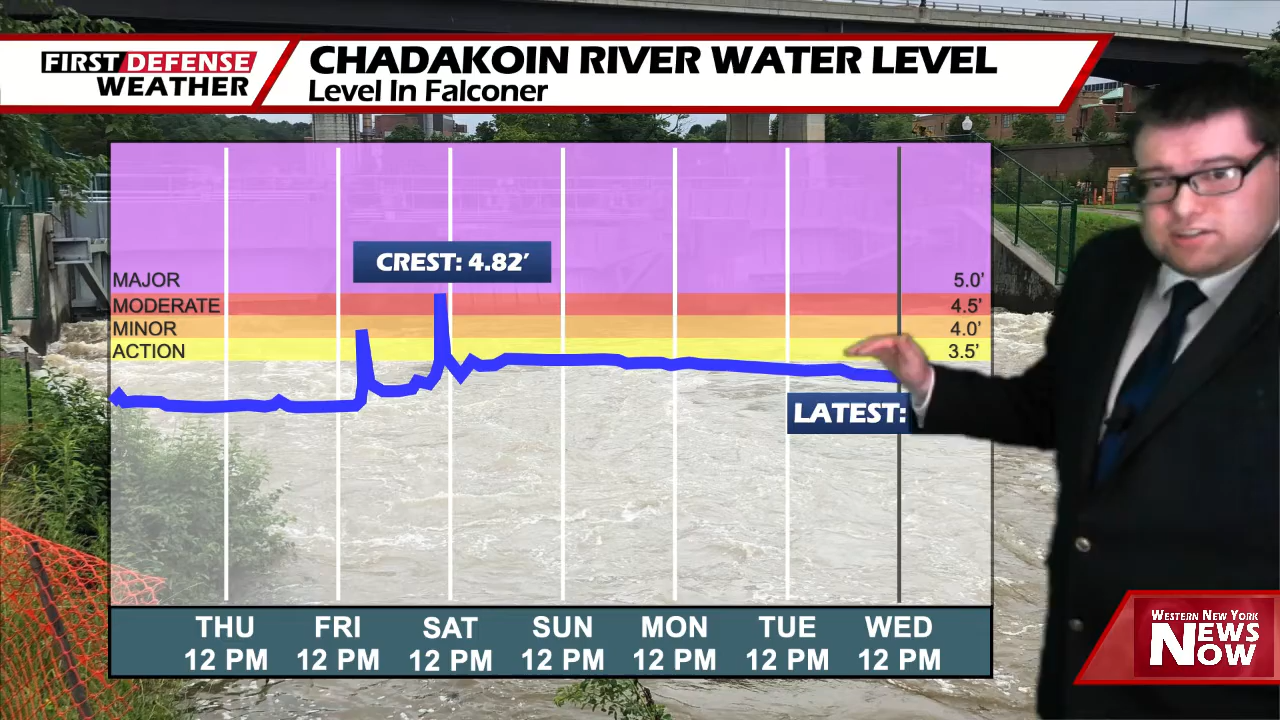 FIRST DEFENSE
WEATHER
CHADAKOIN RIVER WATER LEVEL
Level In Falconer
CREST: 4.82'
MAJOR 5.0'
MODERATE 4.5'
MINOR 4.0'
ACTION 3.5'
LATEST:
THU FRI SAT SUN MON TUE WED
12 PM 12 PM 12 PM 12 PM 12 PM 12 PM 12 PM
WESTERN NEW YORK
NEWS
NOW